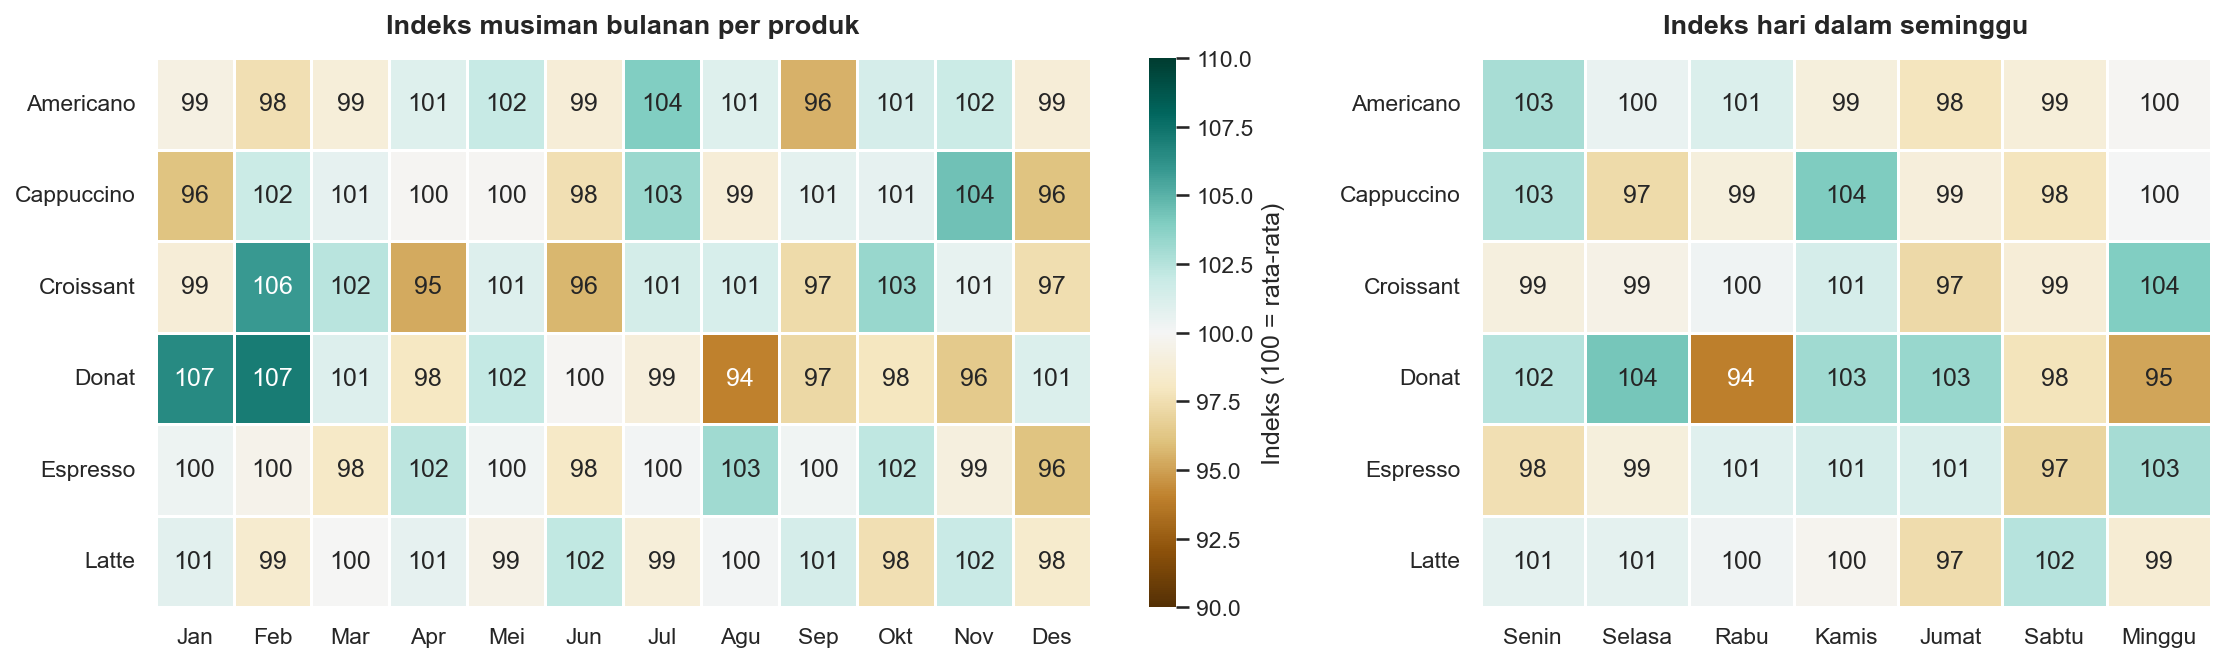 Indeks musiman bulanan per produk
Americano 99 98 99 101 102 99 104 101 96 101 102 99
Cappuccino 96 102 101 100 100 98 103 99 101 101 104 96
Croissant 99 106 102 95 101 96 101 101 97 103 101 97
Donat 107 107 101 98 102 100 99 94 97 98 96 101
Espresso 100 100 98 102 100 98 100 103 100 102 99 96
Latte 101 99 100 101 99 102 99 100 101 98 102 98
Jan Feb Mar Apr Mei Jun Jul Agu Sep Okt Nov Des
110.0
107.5
105.0
102.5
100.0
97.5
95.0
92.5
90.0
Indeks (100 = rata-rata)
Indeks hari dalam seminggu
Americano 103 100 101 99 98 99 100
Cappuccino 103 97 99 104 99 98 100
Croissant 99 99 100 101 97 99 104
Donat 102 104 94 103 103 98 95
Espresso 98 99 101 101 101 97 103
Latte 101 101 100 100 97 102 99
Senin Selasa Rabu Kamis Jumat Sabtu Minggu